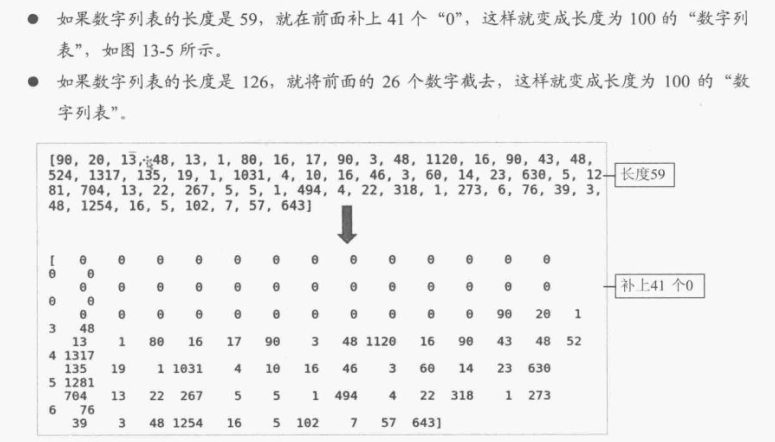 ● 如果数字列表的长度是 59，就在前面补上 41 个“0”，这样就变成长度为 100 的“数字列
表”，如图 13-5 所示。
● 如果数字列表的长度是 126，就将前面的 26 个数字截去，这样就变成长度为 100 的“数
字列表”。
[90, 20, 13, 48, 13, 1, 80, 16, 17, 90, 3, 48, 1120, 16, 90, 43, 48,
524, 1317, 135, 19, 1, 1031, 4, 10, 16, 46, 3, 60, 14, 23, 630, 5, 12
81, 704, 13, 22, 267, 5, 5, 1, 494, 4, 22, 318, 1, 273, 6, 76, 39, 3,
48, 1254, 16, 5, 102, 7, 57, 643]
长度59
[ 0 0 0 0 0 0 0 0 0 0 0 0 0
0 0
0 0 0 0 0 0 0 0 0 0 0 0 0
0 0
0 0 0 0 0 0 0 0 0 0 0 90 20 1
3 48
13 1 80 16 17 90 3 48 1120 16 90 43 48 52
4 1317
135 19 1 1031 4 10 16 46 3 60 14 23 630
5 1281
704 13 22 267 5 5 1 494 4 22 318 1 273
6 76
39 3 48 1254 16 5 102 7 57 643]
补上41 个0